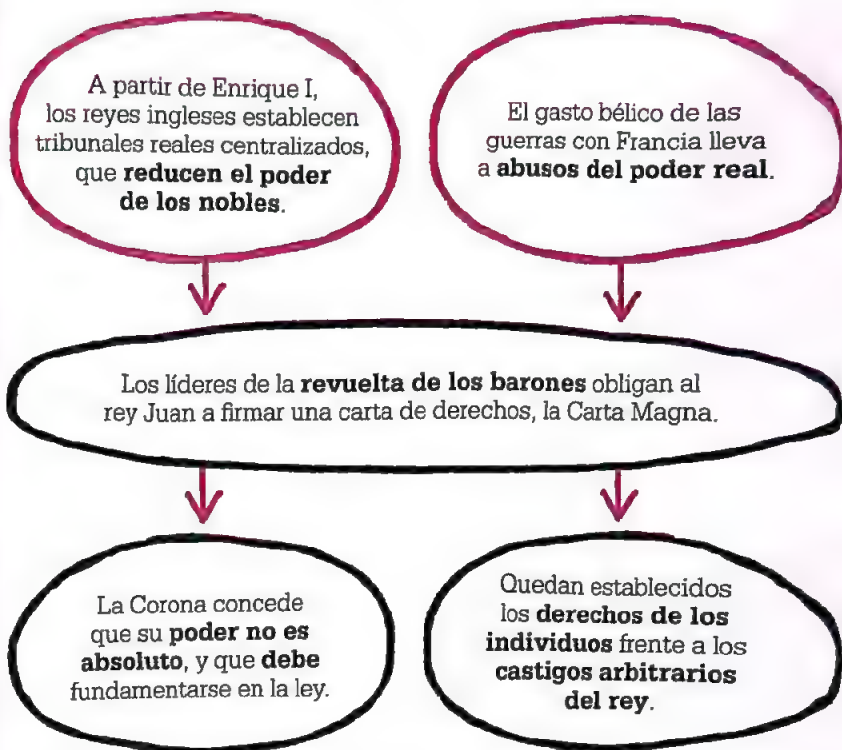 A partir de Enrique I,
los reyes ingleses establecen
tribunales reales centralizados,
que reducen el poder
de los nobles.
El gasto bélico de las
guerras con Francia lleva
a abusos del poder real.
Los líderes de la revuelta de los barones obligan al
rey Juan a firmar una carta de derechos, la Carta Magna.
La Corona concede
que su poder no es
absoluto, y que debe
fundamentarse en la ley.
Quedan establecidos
los derechos de los
individuos frente a los
castigos arbitrarios
del rey.